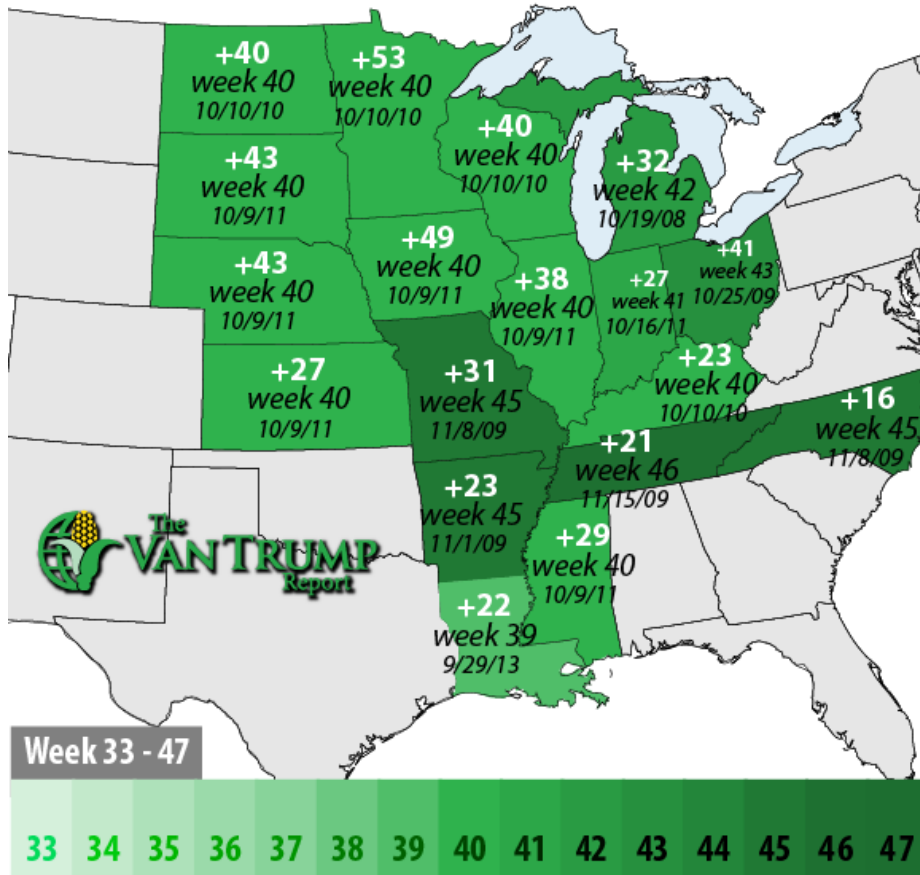 +40
week 40
10/10/10
+53
week 40
10/10/10
+40
week 40
10/10/10
+32
week 42
10/19/08
+43
week 40
10/9/11
+49
week 40
10/9/11
+43
week 40
10/9/11
+38
week 40
10/9/11
+27
week 41
10/16/11
+41
week 43
10/25/09
+27
week 40
10/9/11
+31
week 45
11/8/09
+23
week 40
10/10/10
+16
week 45
11/8/09
+21
week 46
11/15/09
+23
week 45
11/1/09
+29
week 40
10/9/11
+22
week 39
9/29/13
The
VANTRUMP
Report
Week 33 - 47
33 34 35 36 37 38 39 40 41 42 43 44 45 46 47